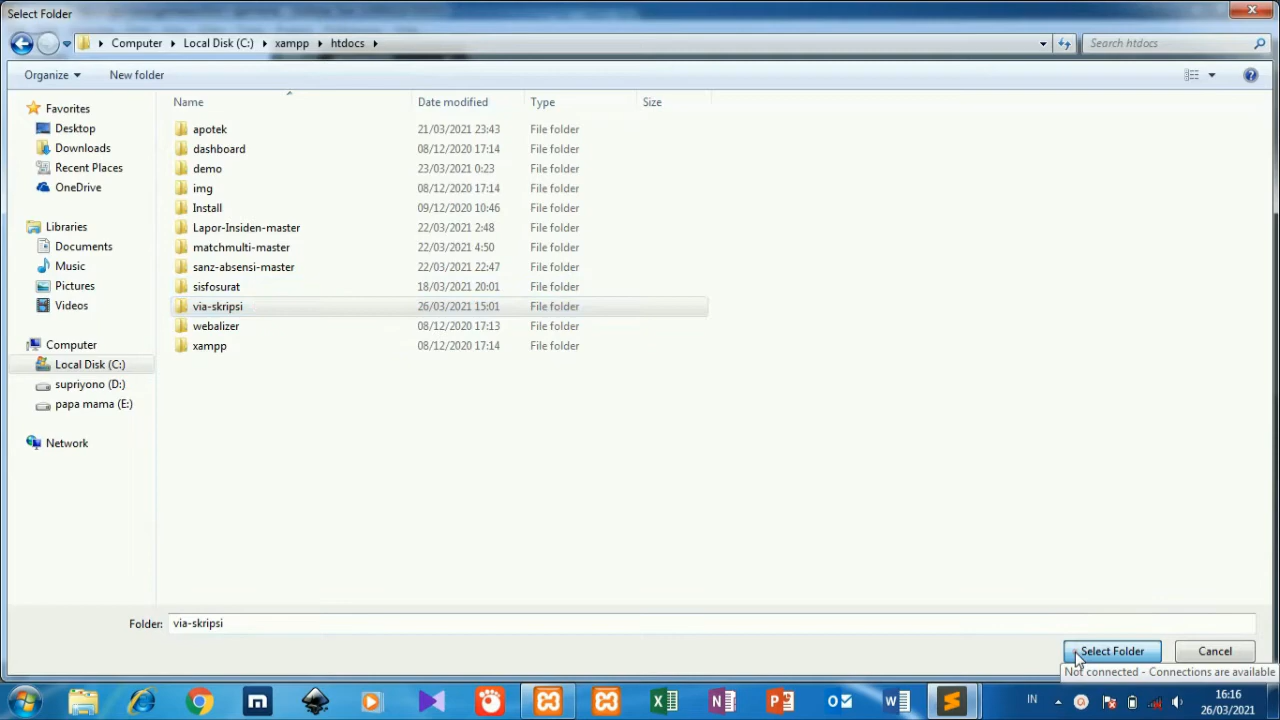 Select Folder
Computer Local Disk (C:) xampp htdocs
Search htdocs
Organize New folder
Name Date modified Type Size
Favorites
Desktop
Downloads
Recent Places
OneDrive
Libraries
Documents
Music
Pictures
Videos
Computer
Local Disk (C:)
supriyono (D:)
papa mama (E:)
Network
apotek 21/03/2021 23:43 File folder
dashboard 08/12/2020 17:14 File folder
demo 23/03/2021 0:23 File folder
img 08/12/2020 17:14 File folder
Install 09/12/2020 10:46 File folder
Lapor-Insiden-master 22/03/2021 2:48 File folder
matchmulti-master 22/03/2021 4:50 File folder
sanz-absensi-master 22/03/2021 22:47 File folder
sisfosurat 18/03/2021 20:01 File folder
via-skripsi 26/03/2021 15:01 File folder
webalizer 08/12/2020 17:13 File folder
xampp 08/12/2020 17:14 File folder
Folder: via-skripsi
Select Folder Cancel
Not connected - Connections are available
IN 16:16
26/03/2021